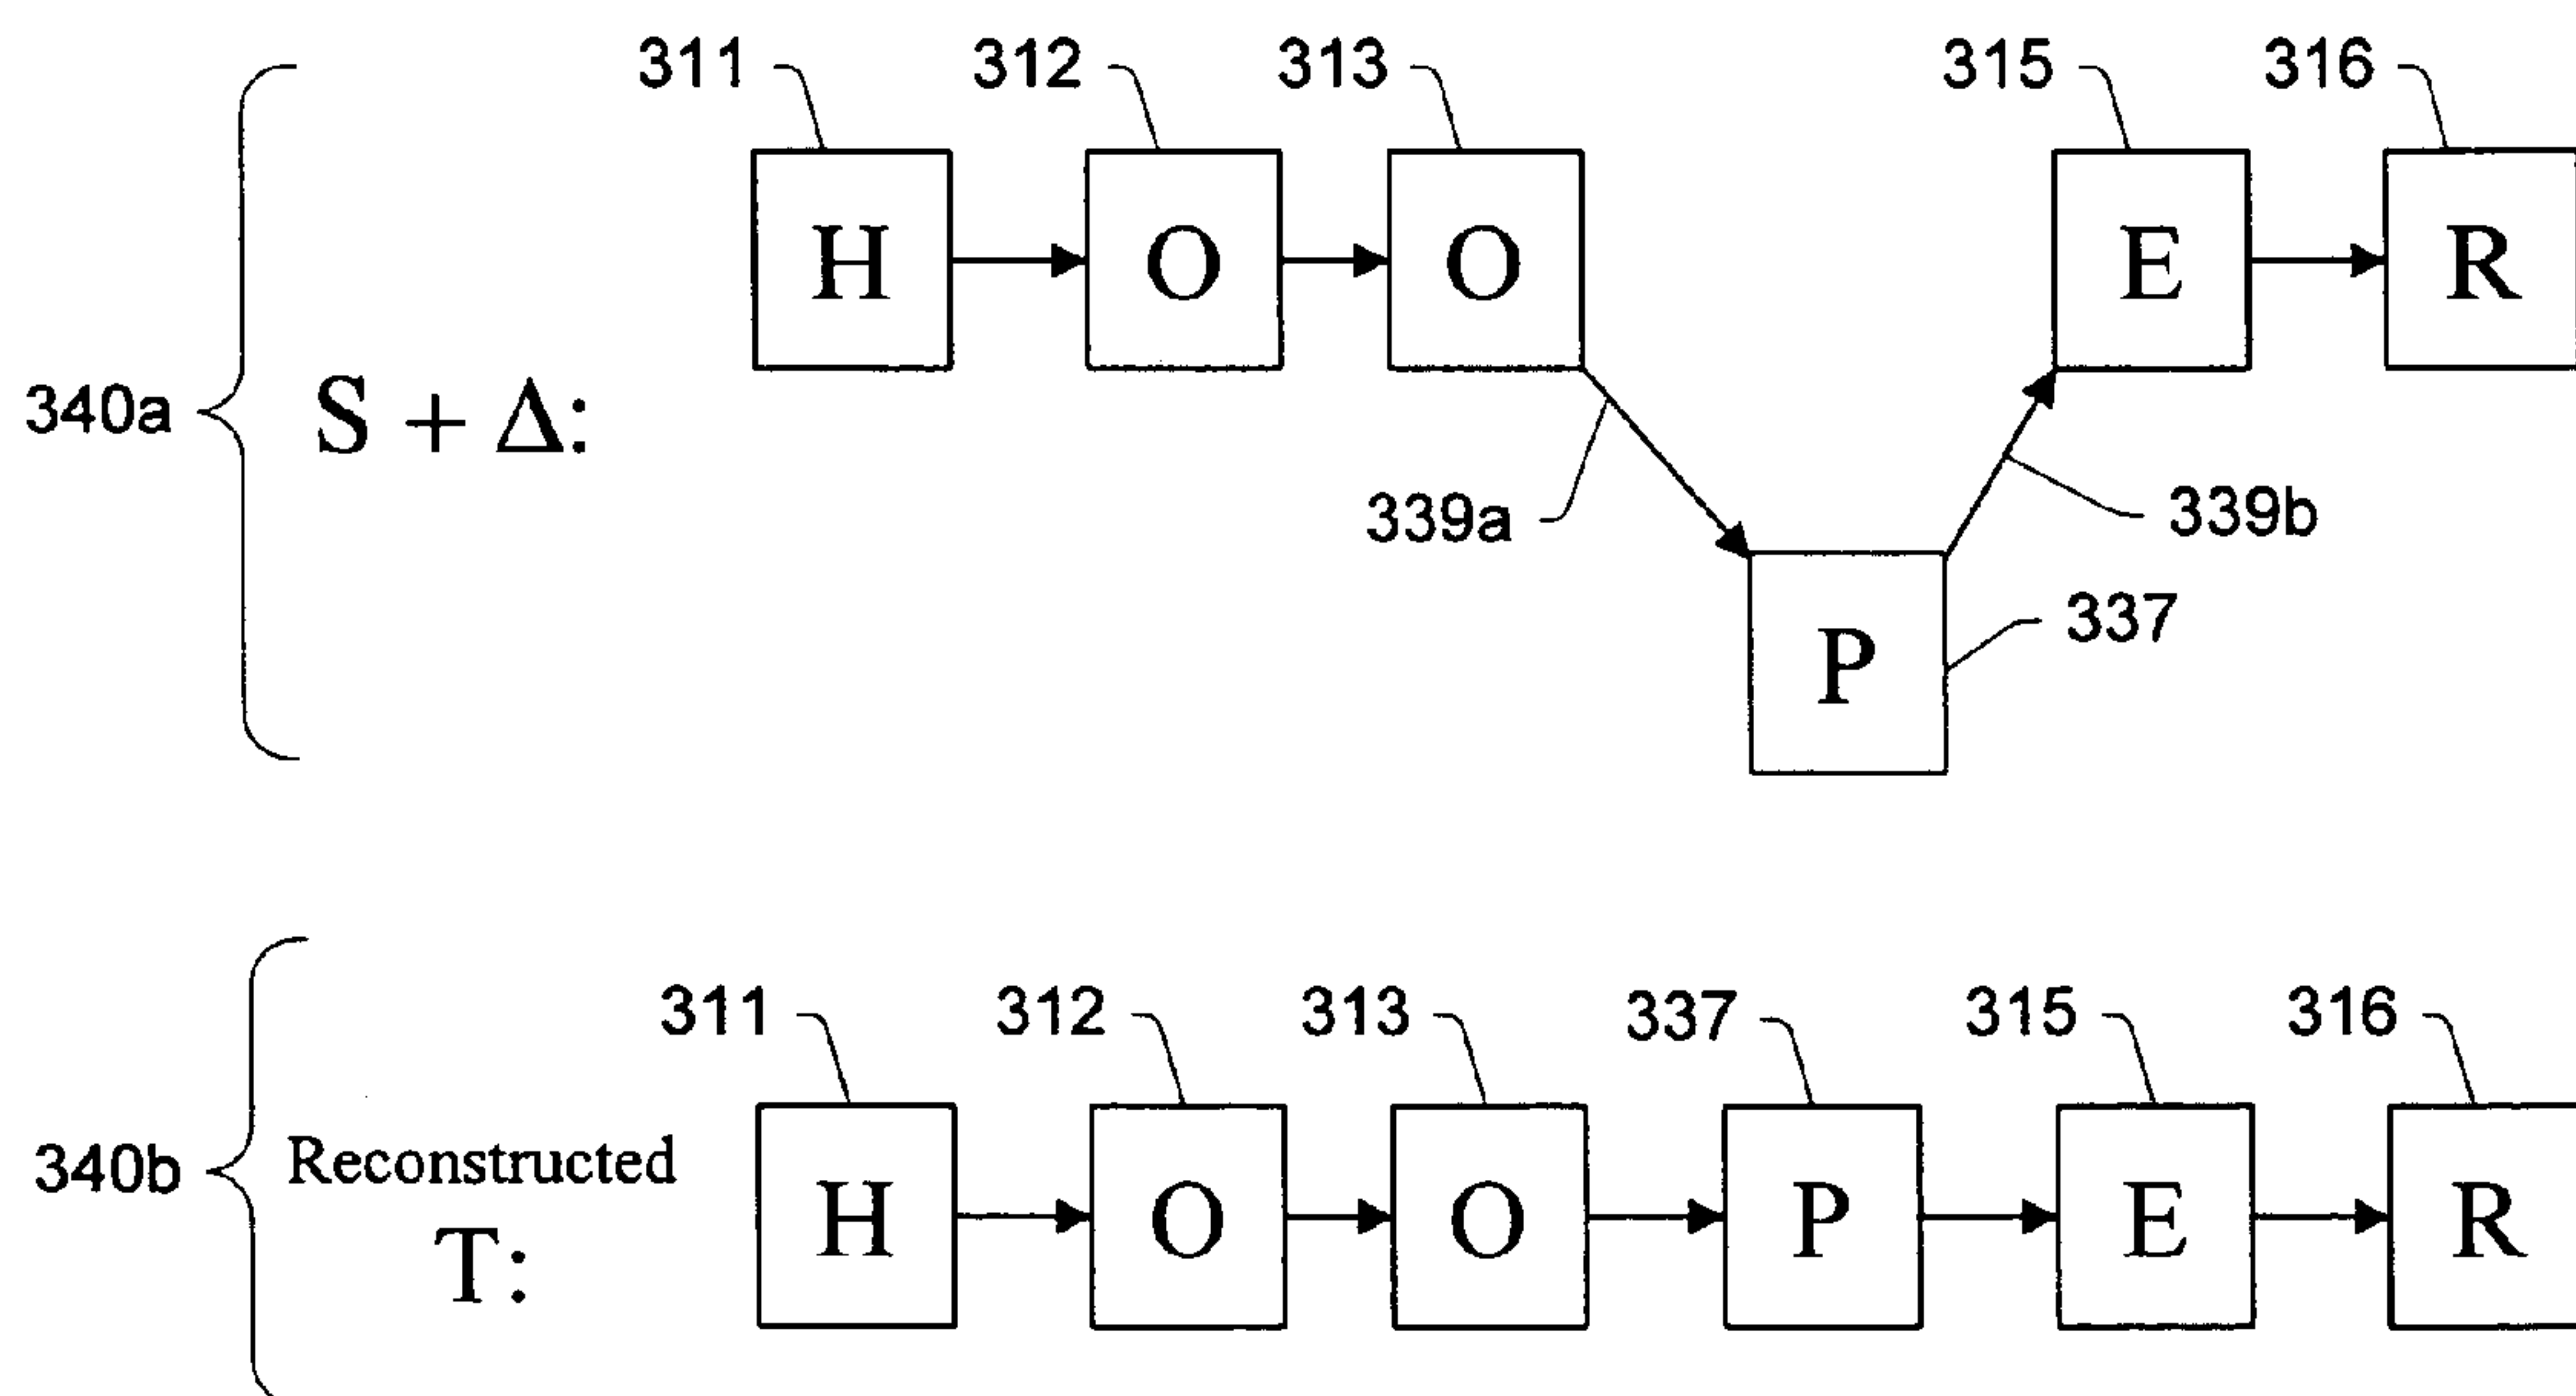 311 312 313 315 316
H O O E R
340a S + Δ:
339a 339b
337
P
311 312 313 337 315 316
340b Reconstructed
H O O P E R
T: